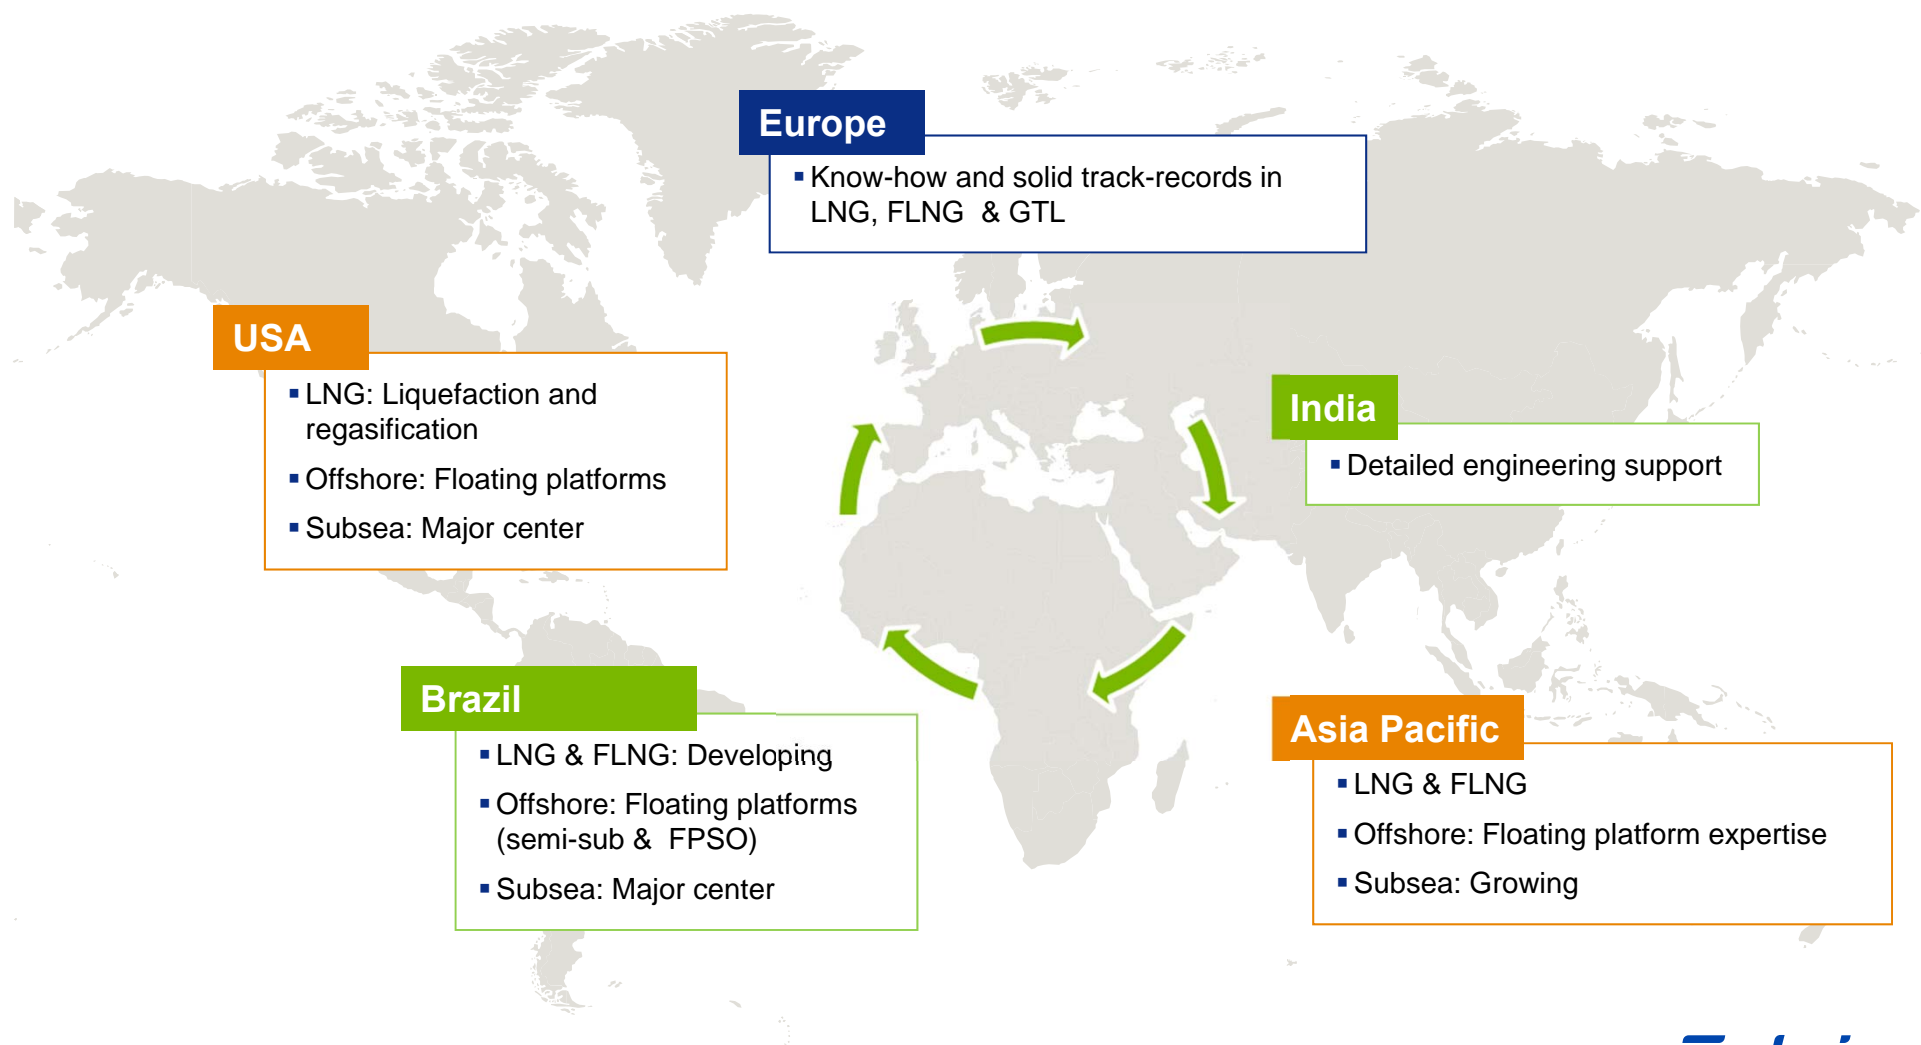 Europe
Know-how and solid track-records in
LNG, FLNG & GTL
USA
LNG: Liquefaction and
regasification
Offshore: Floating platforms
Subsea: Major center
India
Detailed engineering support
Brazil
LNG & FLNG: Developing
Offshore: Floating platforms
(semi-sub & FPSO)
Subsea: Major center
Asia Pacific
LNG & FLNG
Offshore: Floating platform expertise
Subsea: Growing